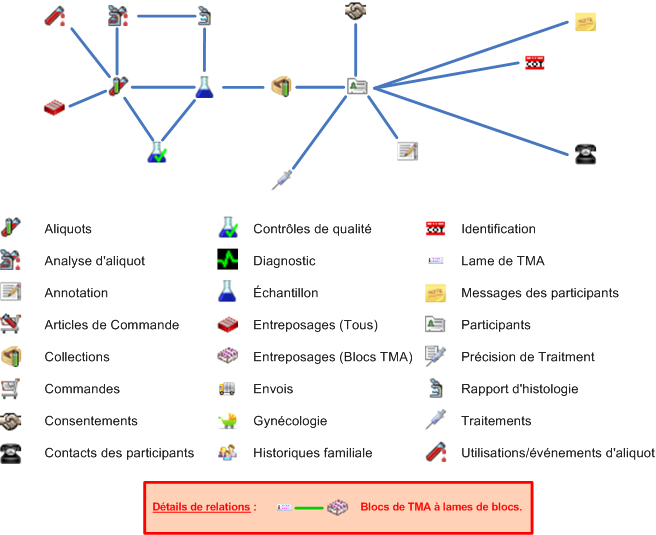 Aliquots
Contrôles de qualité
Identification
Analyse d'aliquot
Diagnostic
Lame de TMA
Annotation
Échantillon
Messages des participants
Articles de Commande
Entreposages (Tous)
Participants
Collections
Entreposages (Blocs TMA)
Précision de Traitment
Commandes
Envois
Rapport d'histologie
Consentements
Gynécologie
Traitements
Contacts des participants
Historiques familiale
Utilisations/événements d'aliquot
Détails de relations :
Blocs de TMA à lames de blocs.